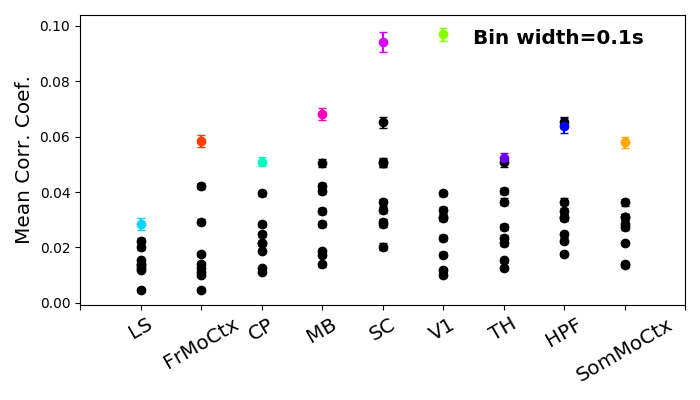 Bin width=0.1s
Mean Corr. Coef.
0.10
0.08
0.06
0.04
0.02
0.00
LS
FrMoCtx
CP
MB
SC
V1
TH
HPF
SomMoCtx